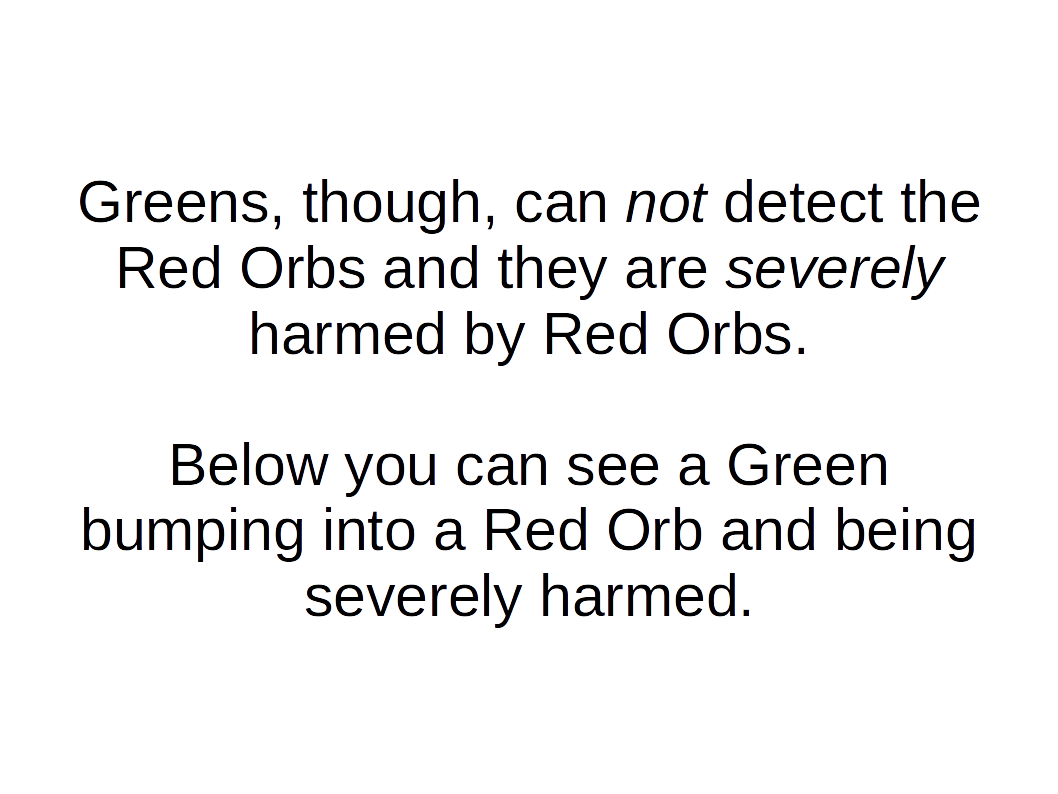 Greens, though, can not detect the
Red Orbs and they are severely
harmed by Red Orbs.
Below you can see a Green
bumping into a Red Orb and being
severely harmed.